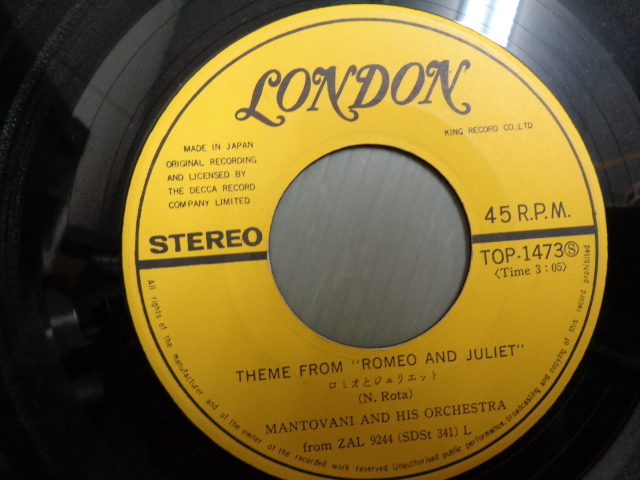 LONDON
KING RECORD CO., LTD.
MADE IN JAPAN
ORIGINAL RECORDING
AND LICENSED BY
THE DECCA RECORD
COMPANY LIMITED
STEREO
45 R.P.M.
TOP-1473Ⓢ
〈Time 3 : 05〉
THEME FROM "ROMEO AND JULIET"
ロミオとジュリエット
(N. Rota)
MANTOVANI AND HIS ORCHESTRA
from ZAL 9244 (SDSt 341) L
All rights of the manufacturer and of the owner of the recorded work reserved. Unauthorised public performance, broadcasting and copying of this record prohibited